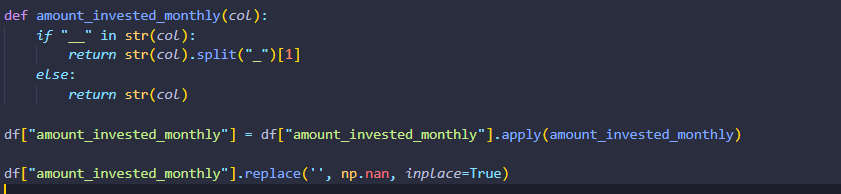 def amount_invested_monthly(col):
    if "__" in str(col):
        return str(col).split("_")[1]
    else:
        return str(col)
df["amount_invested_monthly"] = df["amount_invested_monthly"].apply(amount_invested_monthly)
df["amount_invested_monthly"].replace('', np.nan, inplace=True)